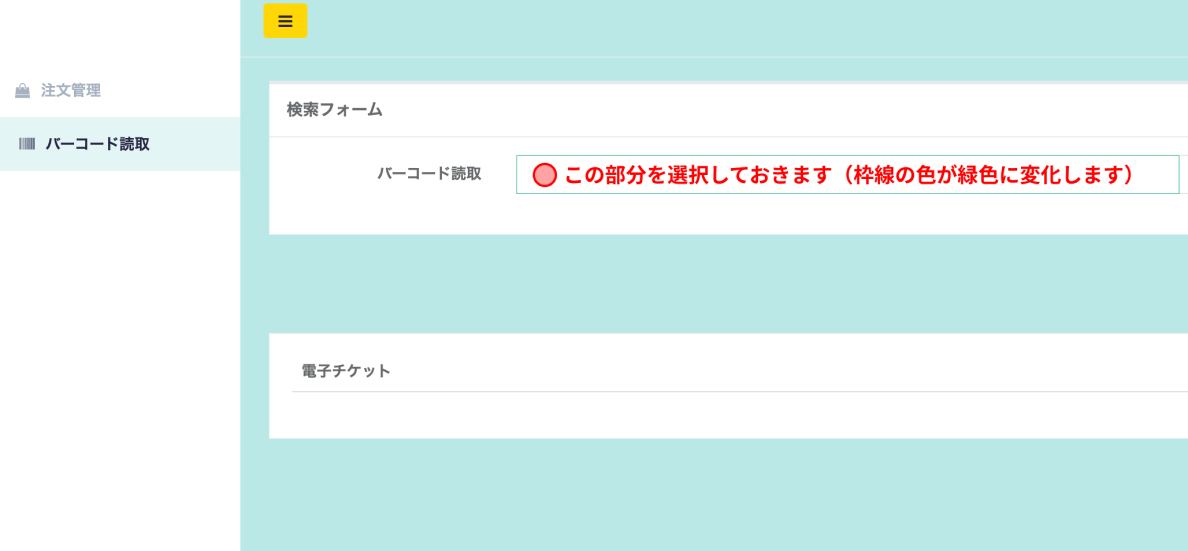 注文管理
バーコード読取
検索フォーム
バーコード読取
この部分を選択しておきます（枠線の色が緑色に変化します）
電子チケット